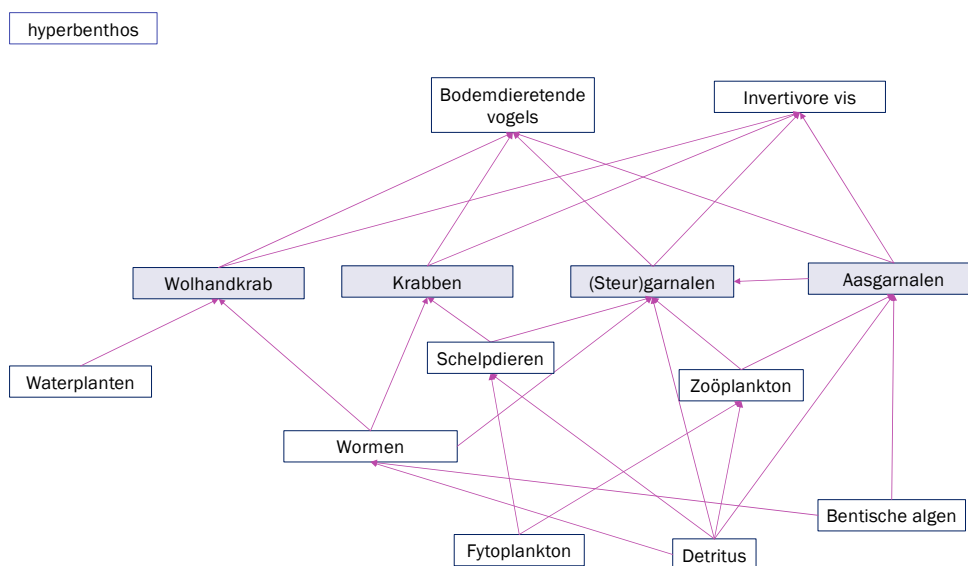 hyperbenthos
Bodemdieretende
vogels
Invertivore vis
Wolhandkrab
Krabben
(Steur)garnalen
Aasgarnalen
Schelpdieren
Waterplanten
Zoöplankton
Wormen
Bentische algen
Fytoplankton
Detritus